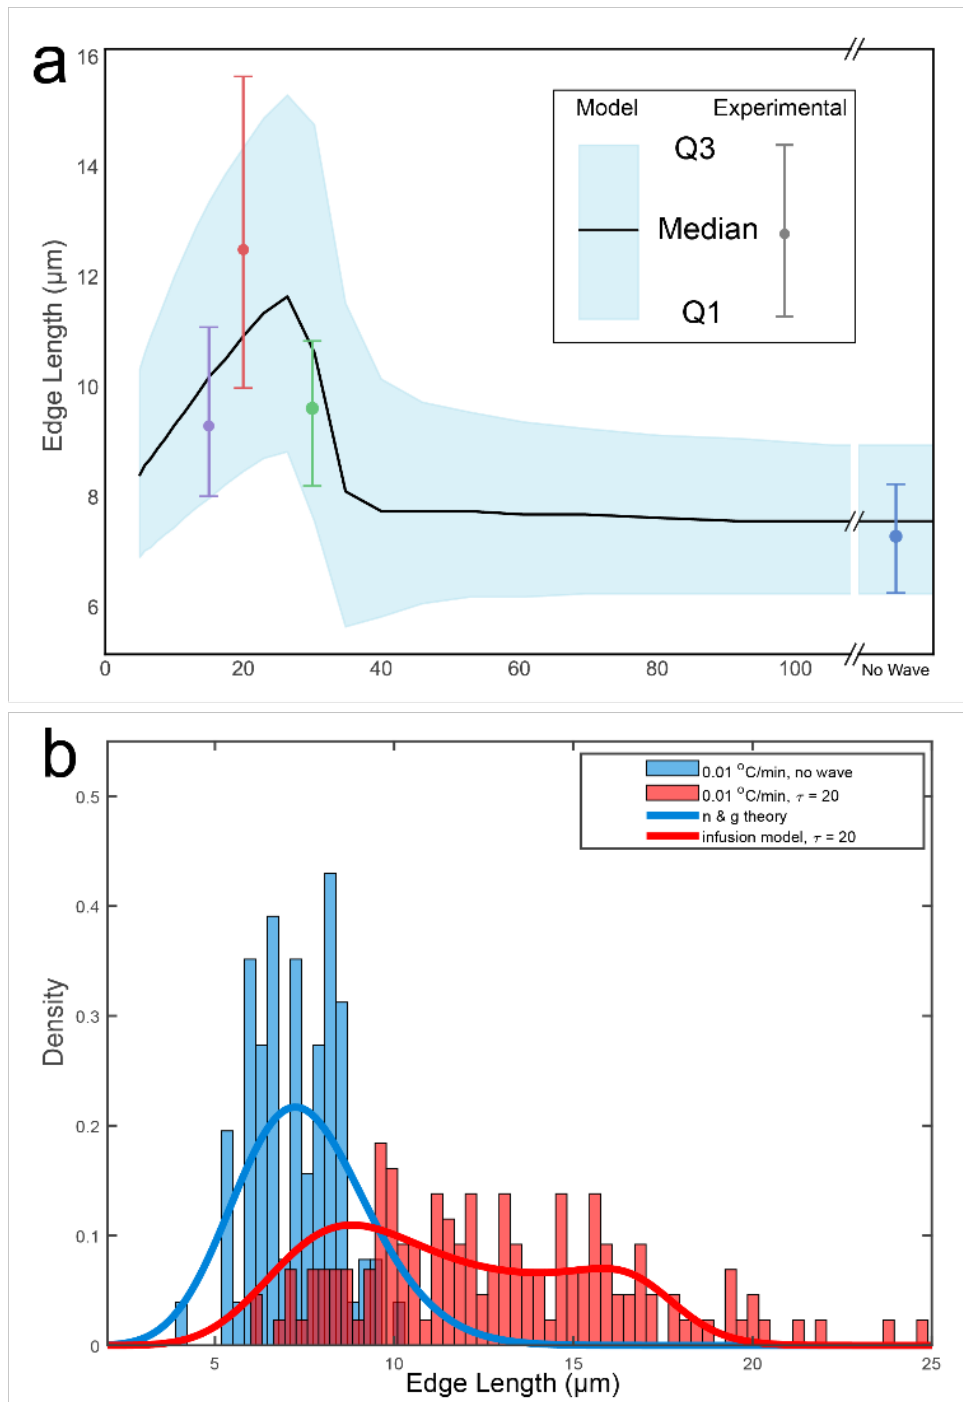 a
16
14
12
10
8
6
Edge Length (µm)
Model Experimental
Q3
Median
Q1
0 20 40 60 80 100 No Wave
b
0.5
0.4
0.3
0.2
0.1
0
Density
0.01 °C/min, no wave
0.01 °C/min, τ = 20
n & g theory
infusion model, τ = 20
5 10 15 20 25
Edge Length (µm)